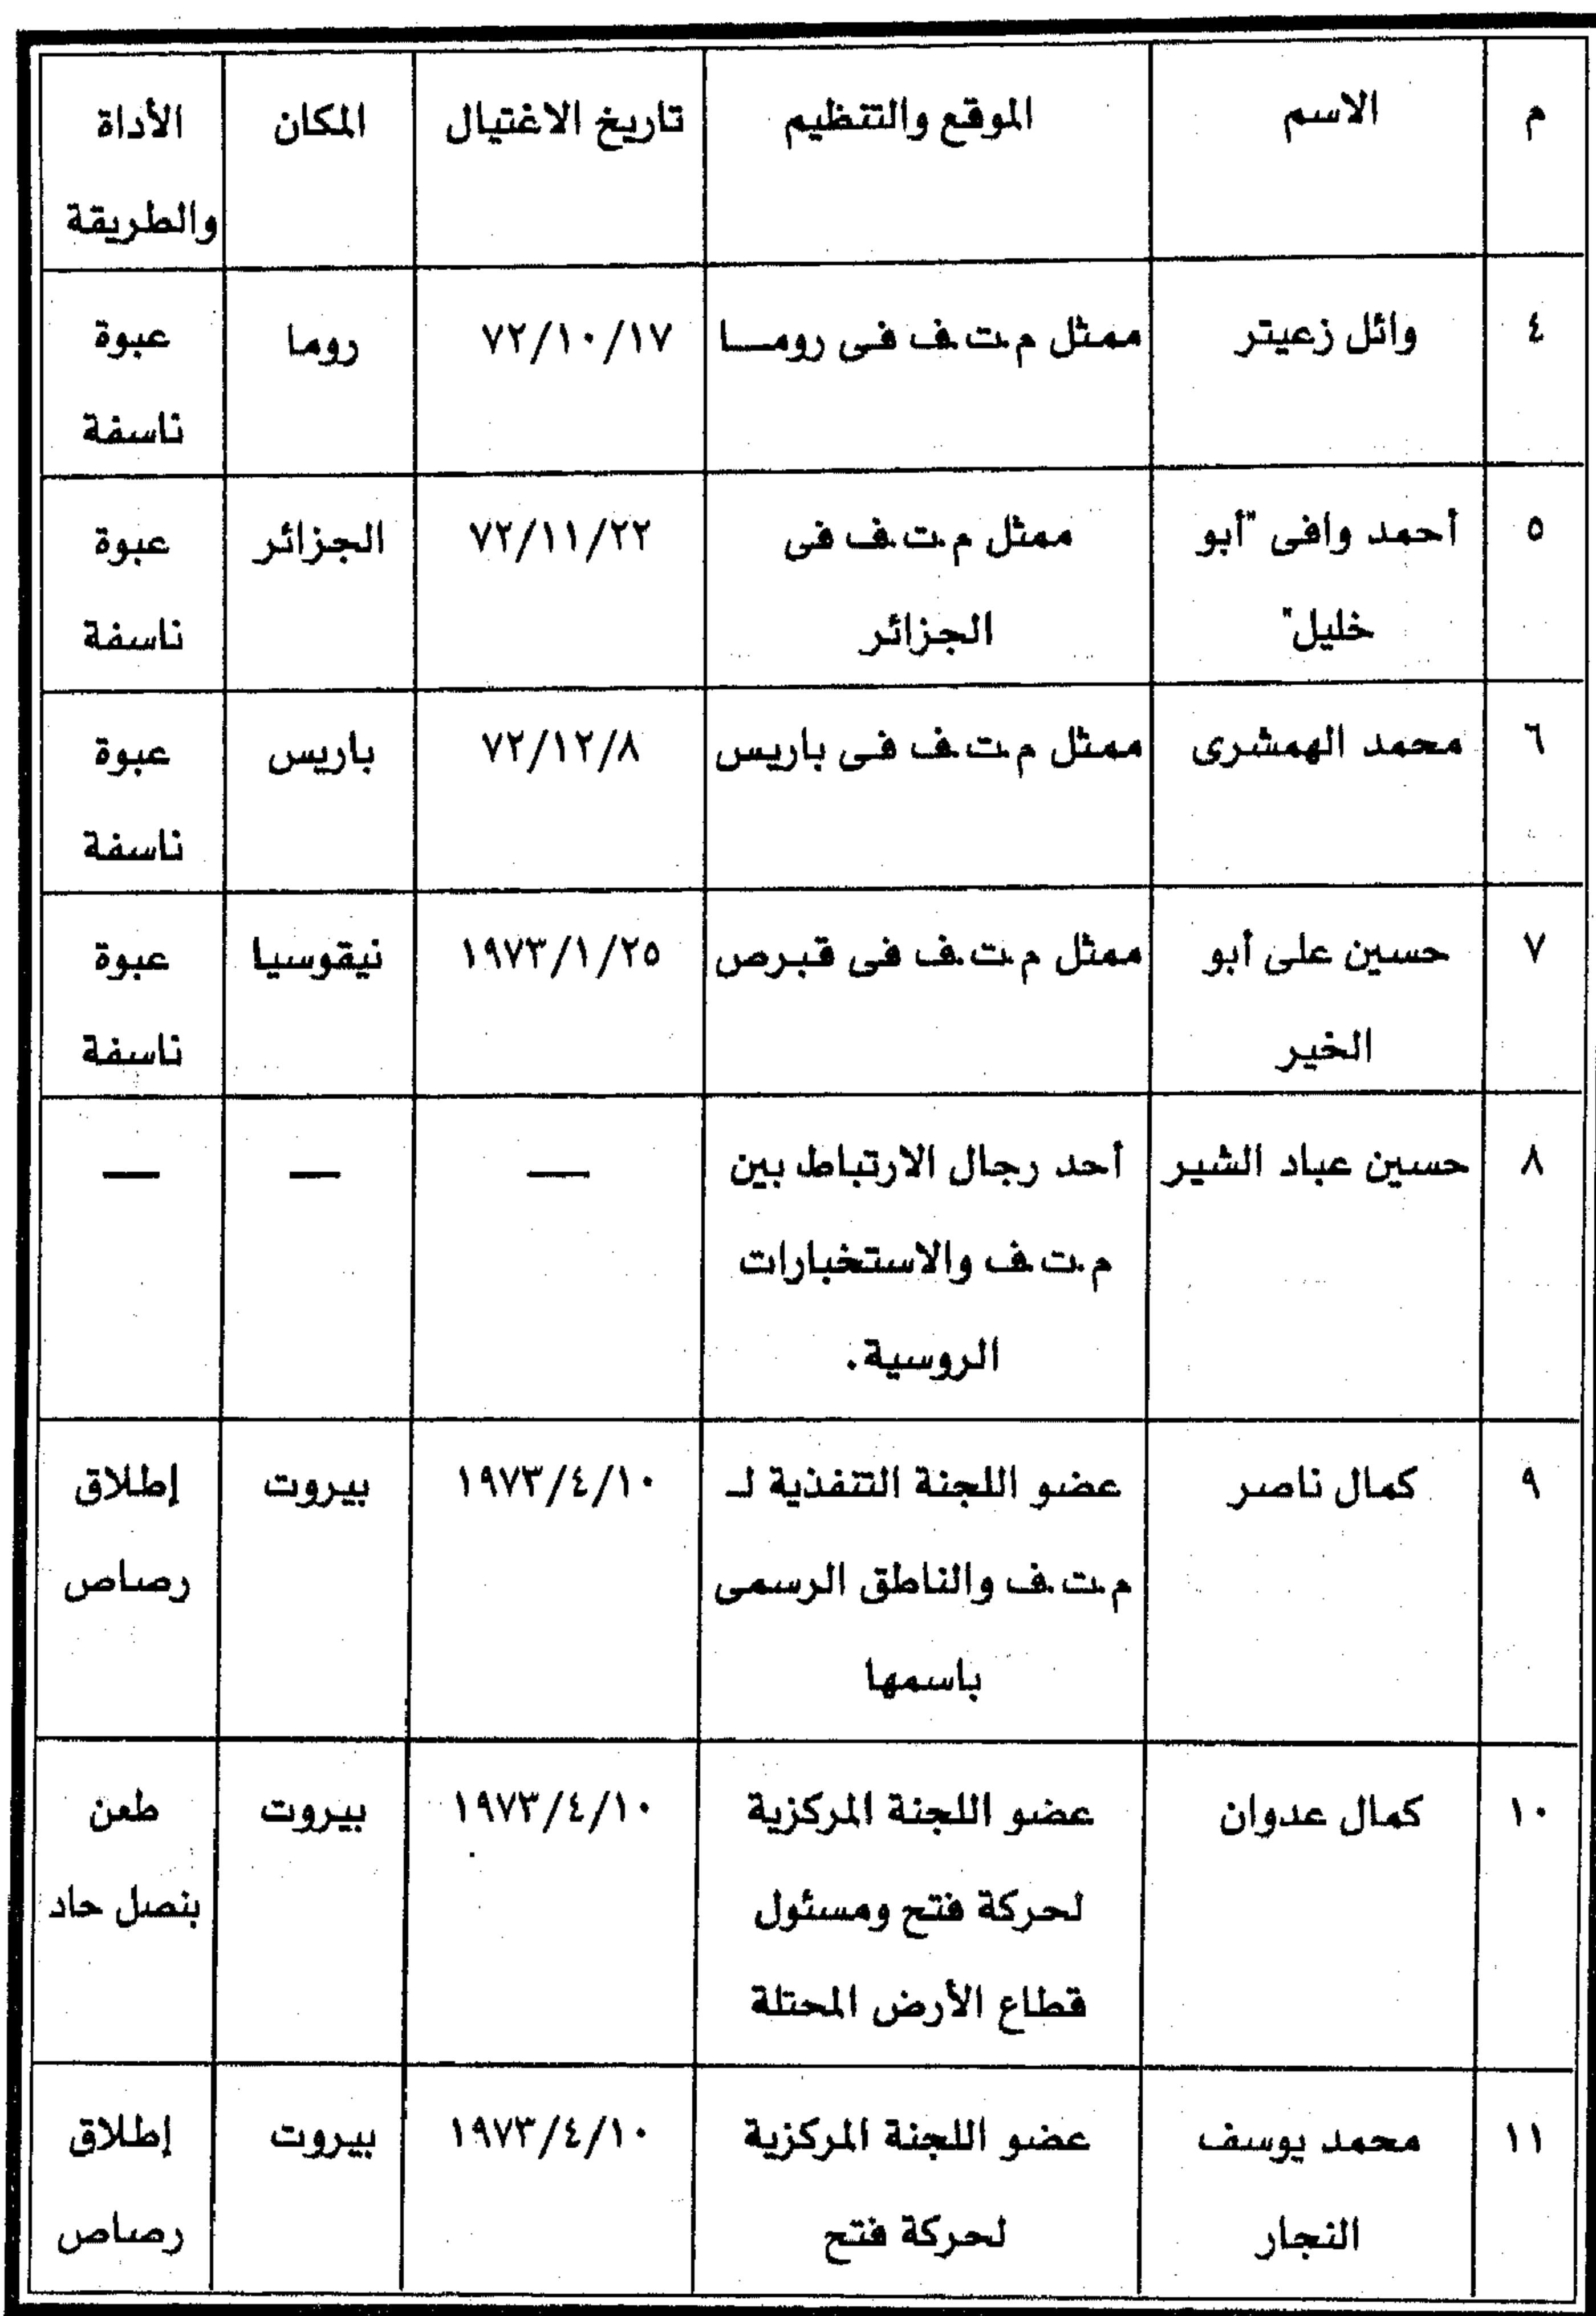 م الاسم الموقع والتنظيم تاريخ الاغتيال المكان الأداة
والطريقة
٤ وائل زعيتر ممثل م.ت.ف فى رومـــا ٧٢/١٠/١٧ روما عبوة
ناسفة
٥ أحمد وافى "أبو ممثل م.ت.ف فى ٧٢/١١/٢٢ الجزائر عبوة
خليل" الجزائر ناسفة
٦ محمد الهمشرى ممثل م.ت.ف فى باريس ٧٢/١٢/٨ باريس عبوة
ناسفة
٧ حسين على أبو ممثل م.ت.ف فى قبرص ١٩٧٣/١/٢٥ نيقوسيا عبوة
الخير ناسفة
٨ حسين عباد الشير أحد رجال الارتباط بين — — —
م.ت.ف والاستخبارات
الروسية.
٩ كمال ناصر عضو اللجنة التنفذية لـ ١٩٧٣/٤/١٠ بيروت إطلاق
م.ت.ف والناطق الرسمى رصاص
باسمها
١٠ كمال عدوان عضو اللجنة المركزية ١٩٧٣/٤/١٠ بيروت طعن
لحركة فتح ومسئول بنصل حاد
قطاع الأرض المحتلة
١١ محمد يوسف عضو اللجنة المركزية ١٩٧٣/٤/١٠ بيروت إطلاق
النجار لحركة فتح رصاص